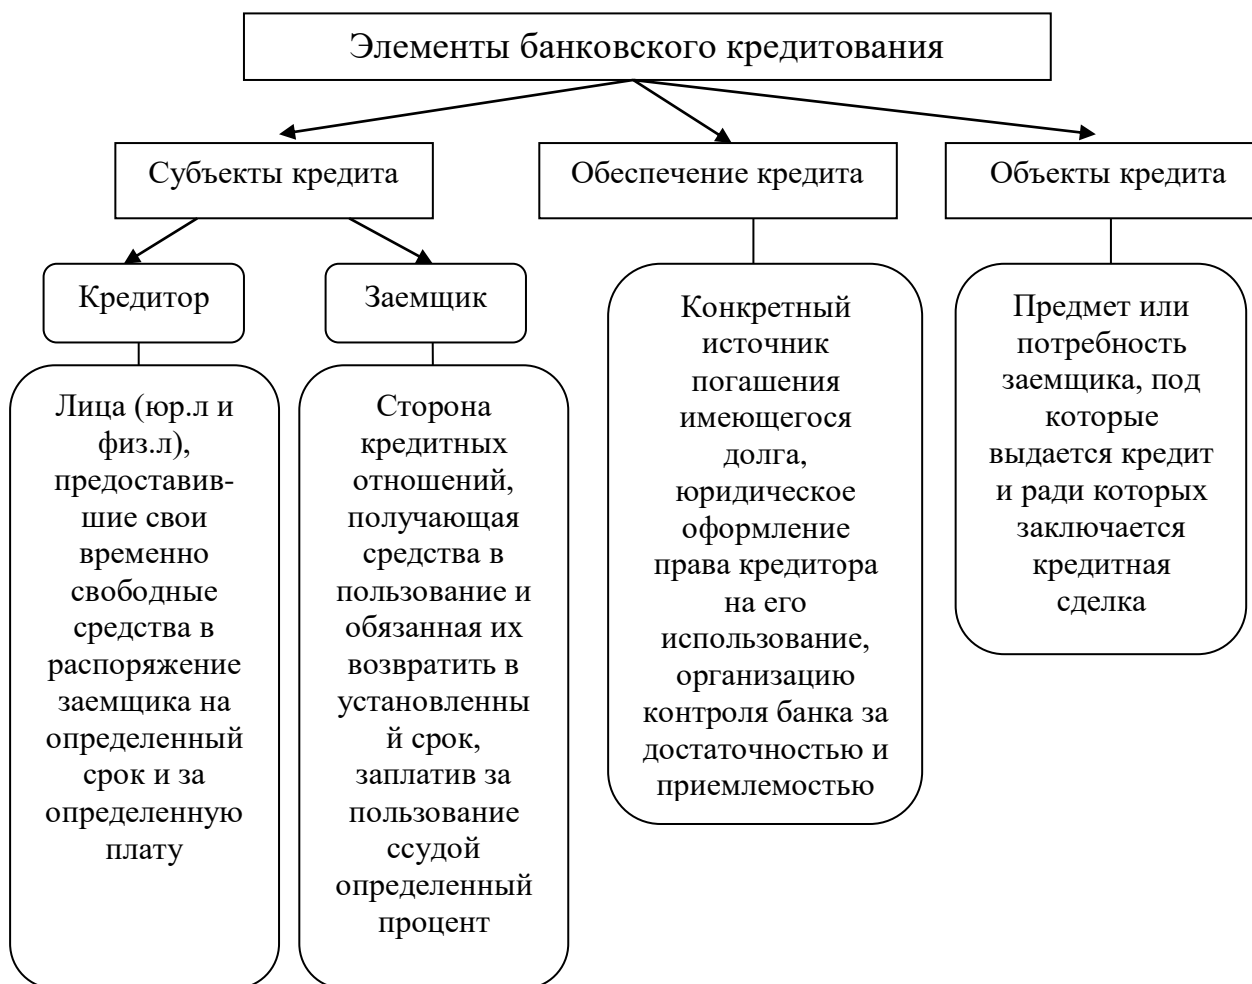 Элементы банковского кредитования
Субъекты кредита
Обеспечение кредита
Объекты кредита
Кредитор
Заемщик
Лица (юр.л и
физ.л),
предоставив-
шие свои
временно
свободные
средства в
распоряжение
заемщика на
определенный
срок и за
определенную
плату
Сторона
кредитных
отношений,
получающая
средства в
пользование и
обязанная их
возвратить в
установленны
й срок,
заплатив за
пользование
ссудой
определенный
процент
Конкретный
источник
погашения
имеющегося
долга,
юридическое
оформление
права кредитора
на его
использование,
организацию
контроля банка за
достаточностью и
приемлемостью
Предмет или
потребность
заемщика, под
которые
выдается кредит
и ради которых
заключается
кредитная
сделка